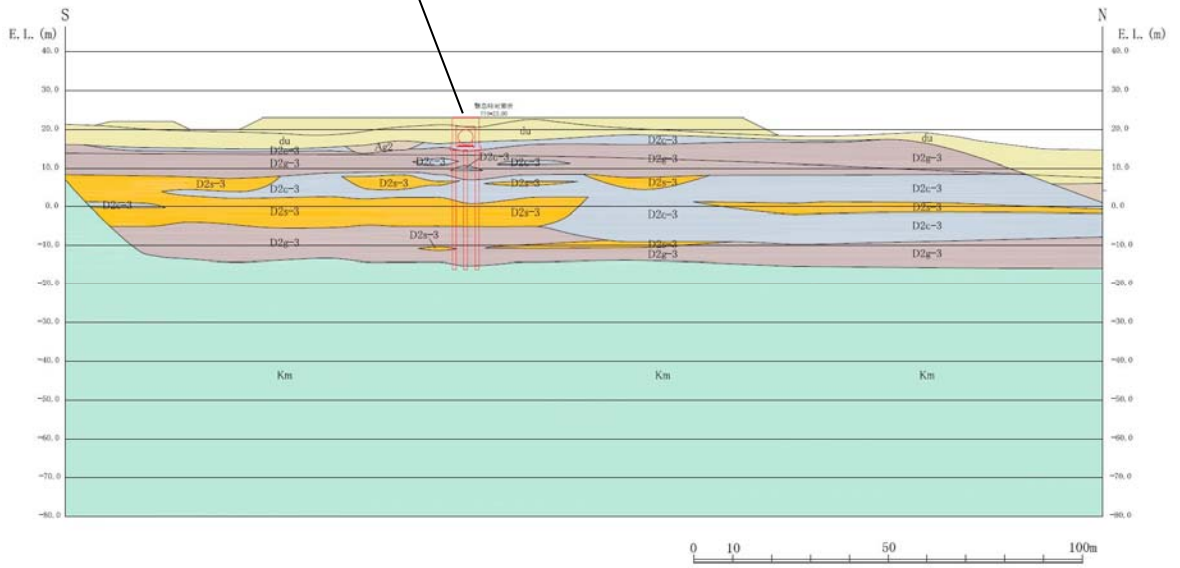 S
N
E.L.(m)
E.L.(m)
40.0
40.0
30.0
30.0
20.0
du
du
du
20.0
D2c-3
D2c-3
Ag2
D2c-3
D2c-3
D2c-3
D2g-3
D2g-3
D2g-3
10.0
10.0
D2s-3
D2c-3
D2s-3
D2s-3
D2s-3
D2c-3
D2c-3
D2s-3
D2s-3
D2c-3
D2s-3
0.0
0.0
D2c-3
D2g-3
D2s-3
D2s-3
D2g-3
D2g-3
-10.0
-10.0
-20.0
-20.0
-30.0
-30.0
-40.0
-40.0
Km
Km
Km
-50.0
-50.0
-60.0
-60.0
-70.0
-70.0
-80.0
-80.0
0 10 50 100m